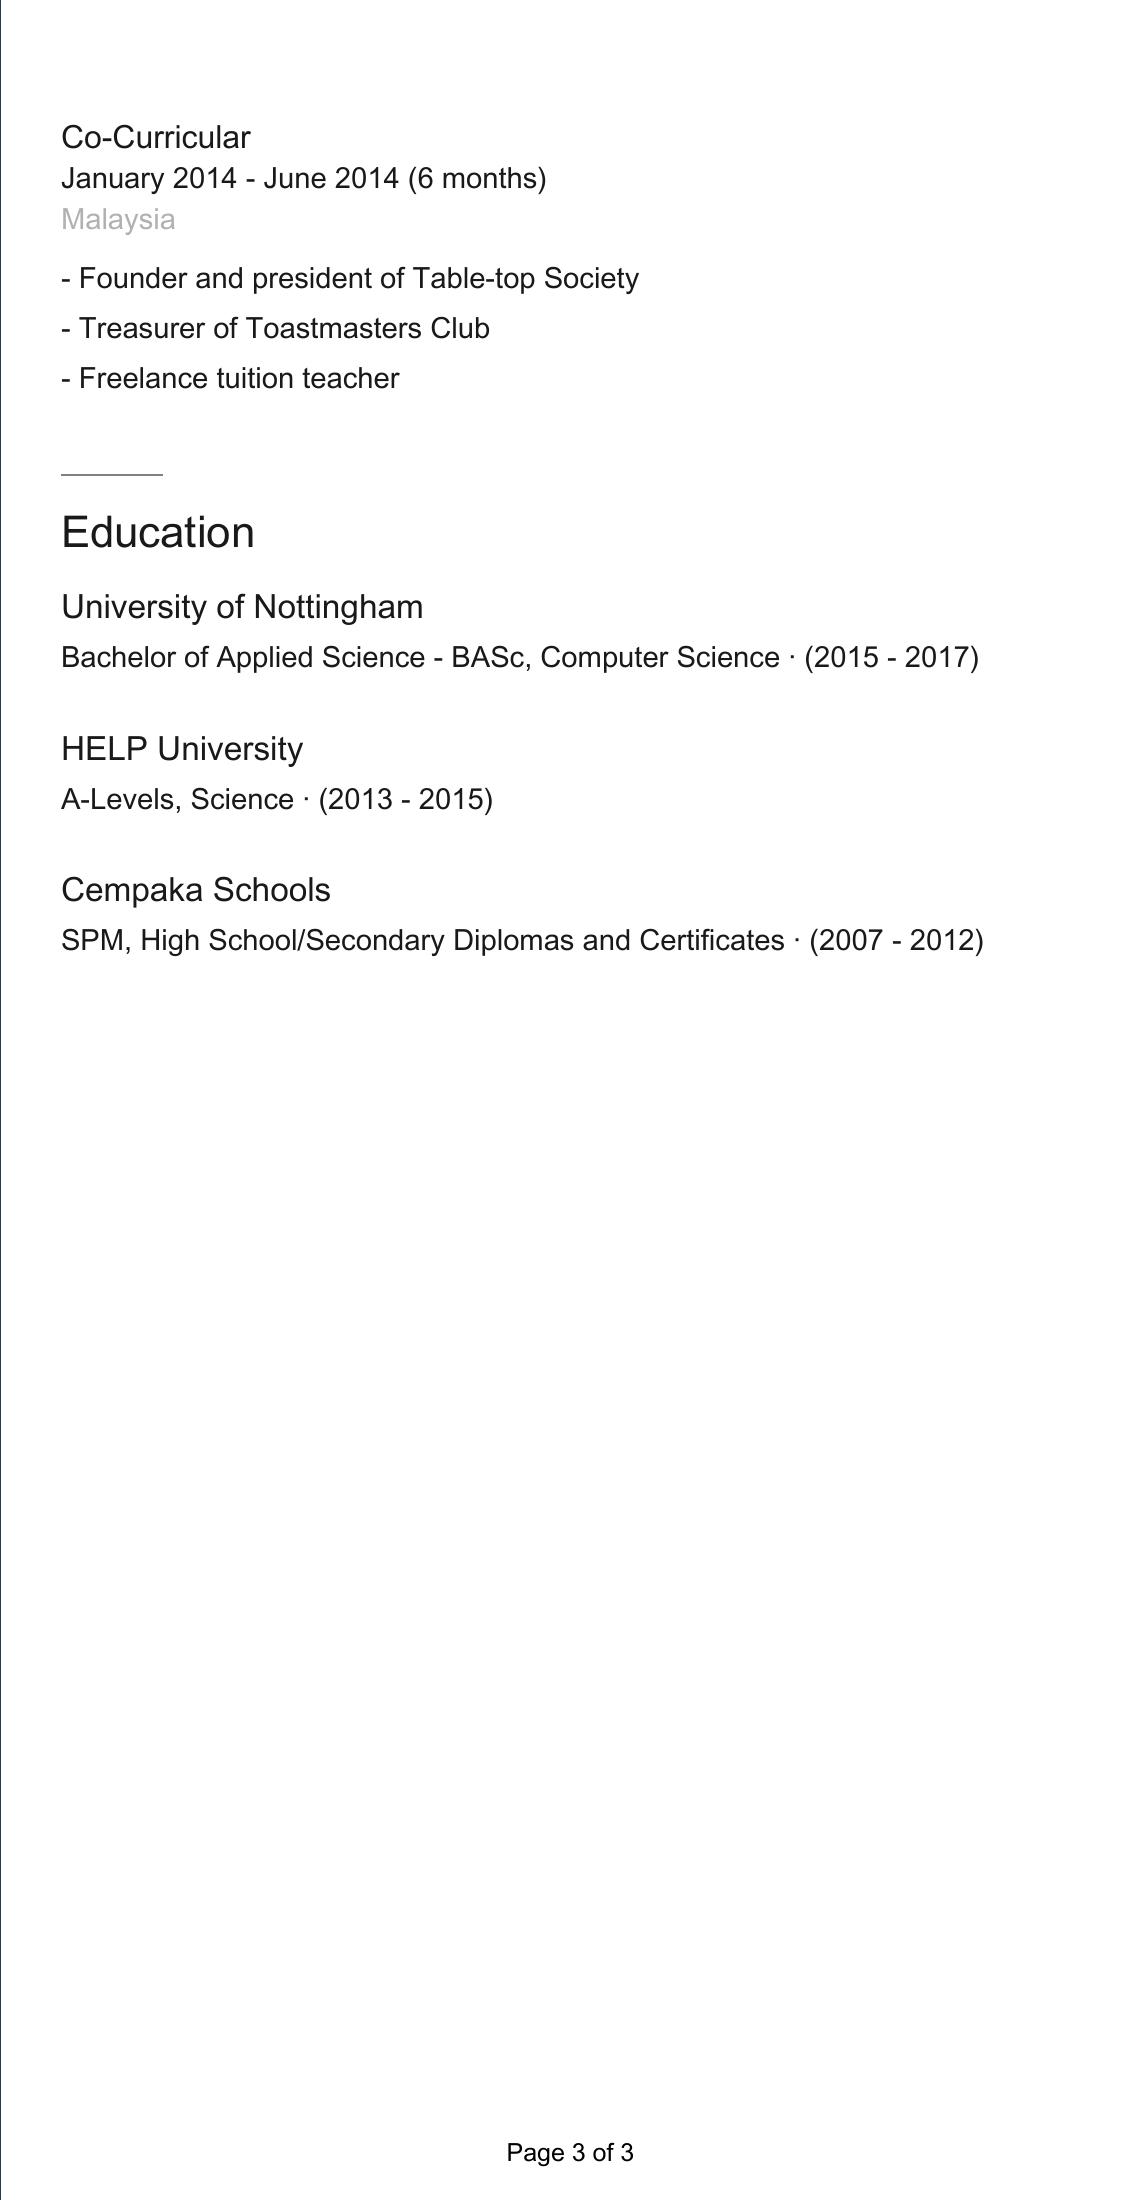 Co-Curricular
January 2014 - June 2014 (6 months)
Malaysia
- Founder and president of Table-top Society
- Treasurer of Toastmasters Club
- Freelance tuition teacher
Education
University of Nottingham
Bachelor of Applied Science - BASc, Computer Science · (2015 - 2017)
HELP University
A-Levels, Science · (2013 - 2015)
Cempaka Schools
SPM, High School/Secondary Diplomas and Certificates · (2007 - 2012)
Page 3 of 3